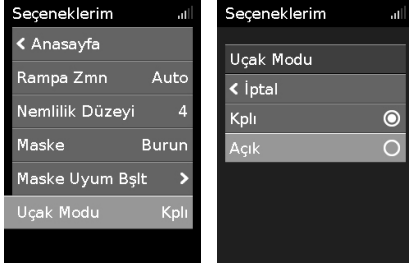 Seçeneklerim
< Anasayfa
Rampa Zmn Auto
Nemlilik Düzeyi 4
Maske Burun
Maske Uyum Bşlt >
Uçak Modu Kplı
Seçeneklerim
Uçak Modu
< İptal
Kplı
Açık